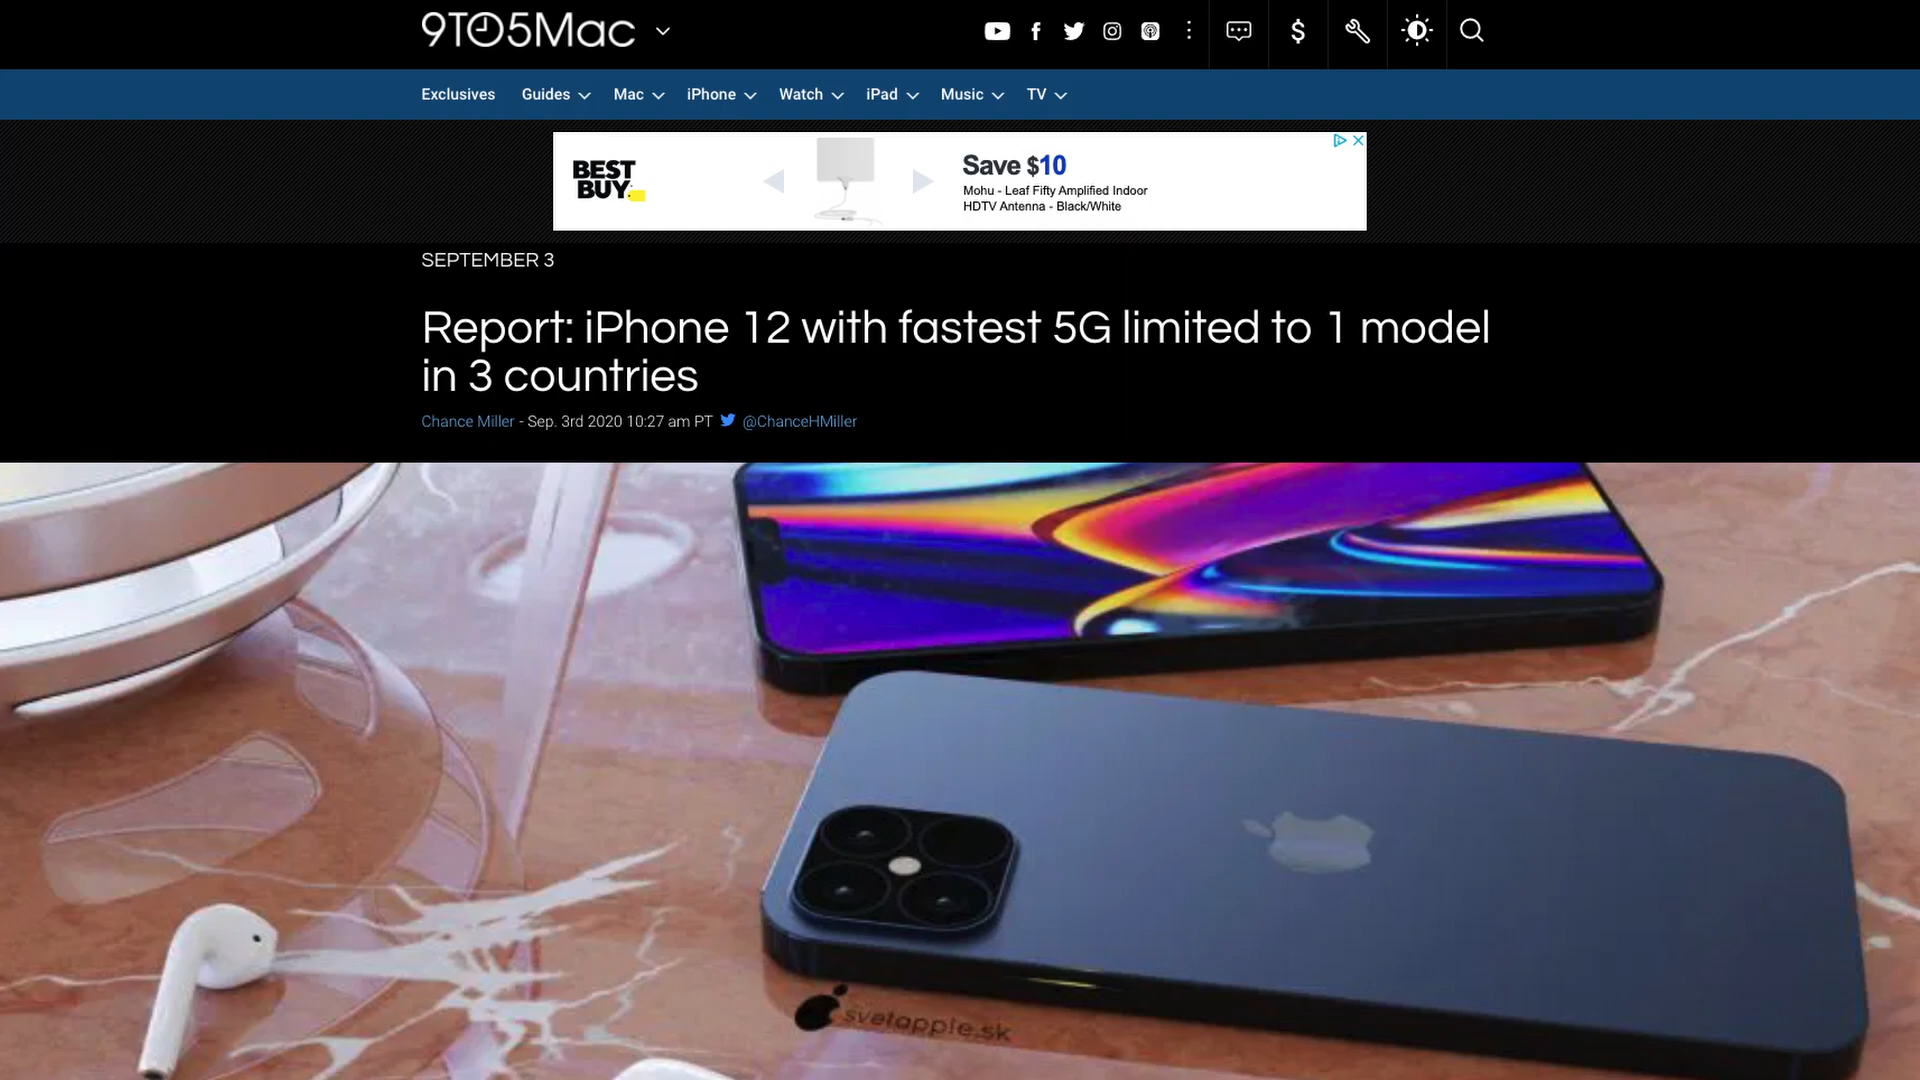 9TO5Mac
Exclusives Guides Mac iPhone Watch iPad Music TV
BEST BUY
Save $10
Mohu - Leaf Fifty Amplified Indoor
HDTV Antenna - Black/White
SEPTEMBER 3
Report: iPhone 12 with fastest 5G limited to 1 model
in 3 countries
Chance Miller - Sep. 3rd 2020 10:27 am PT @ChanceHMiller
svetapple.sk